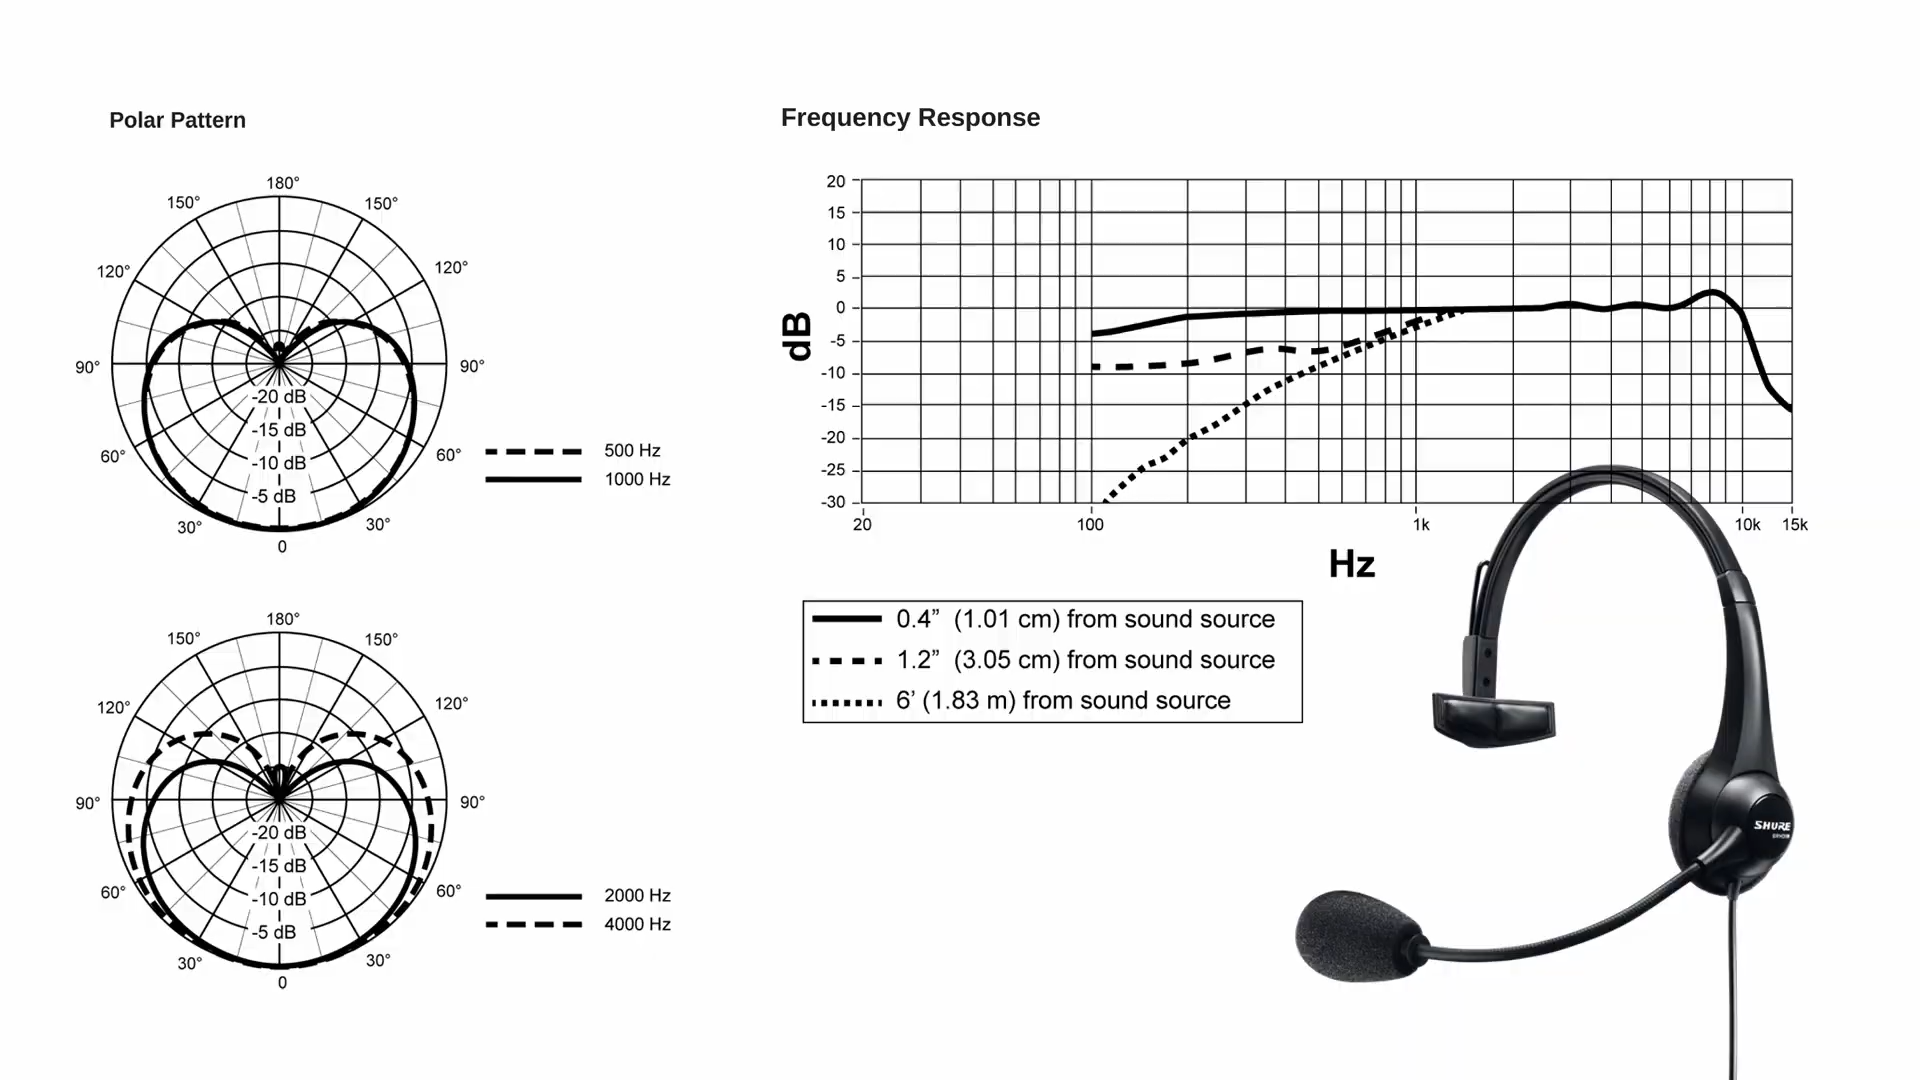 Polar Pattern
180°
150° 150°
120° 120°
90° 90°
-20 dB
-15 dB
60° 60°
-10 dB
-5 dB
30° 30°
0
500 Hz
1000 Hz
180°
150° 150°
120° 120°
90° 90°
-20 dB
-15 dB
60° 60°
-10 dB
-5 dB
30° 30°
0
2000 Hz
4000 Hz
Frequency Response
20
15
10
5
0
-5
-10
-15
-20
-25
-30
dB
20 100 1k 10k 15k
Hz
0.4” (1.01 cm) from sound source
1.2” (3.05 cm) from sound source
6’ (1.83 m) from sound source
SHURE